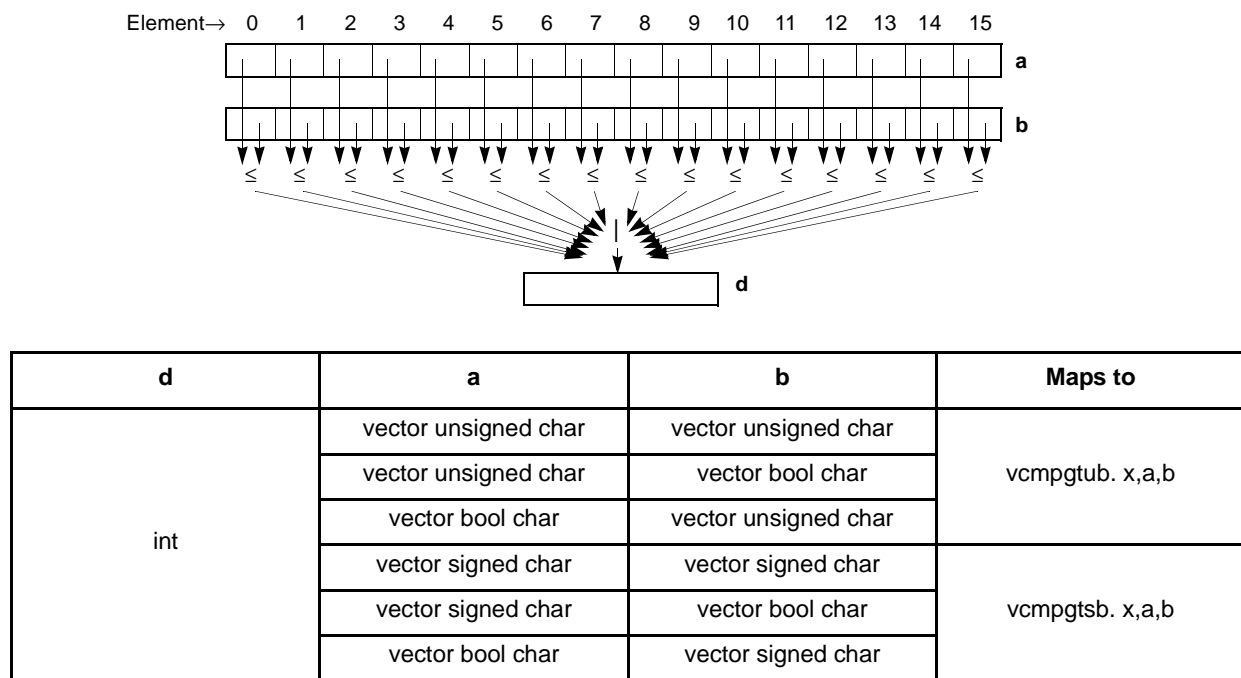 Element→ 0 1 2 3 4 5 6 7 8 9 10 11 12 13 14 15
a
b
≤ ≤ ≤ ≤ ≤ ≤ ≤ ≤ ≤ ≤ ≤ ≤ ≤ ≤ ≤ ≤
|
d
d a b Maps to
int
vector unsigned char vector unsigned char
vector unsigned char vector bool char
vector bool char vector unsigned char
vcmpgtub. x,a,b
vector signed char vector signed char
vector signed char vector bool char
vector bool char vector signed char
vcmpgtsb. x,a,b